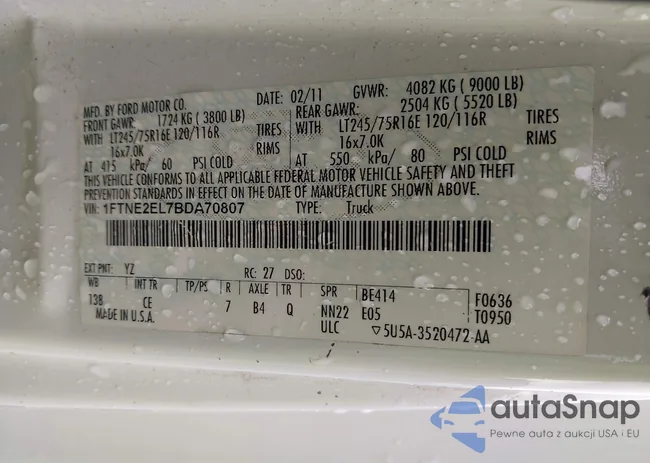 MFD. BY FORD MOTOR CO.
DATE: 02/11 GVWR: 4082 KG ( 9000 LB)
FRONT GAWR: 1724 KG ( 3800 LB) REAR GAWR: 2504 KG ( 5520 LB)
WITH LT245/75R16E 120/116R TIRES WITH LT245/75R16E 120/116R TIRES
16x7.0K RIMS 16x7.0K RIMS
AT 415 kPa/ 60 PSI COLD AT 550 kPa/ 80 PSI COLD
THIS VEHICLE CONFORMS TO ALL APPLICABLE FEDERAL MOTOR VEHICLE SAFETY AND THEFT
PREVENTION STANDARDS IN EFFECT ON THE DATE OF MANUFACTURE SHOWN ABOVE.
VIN: 1FTNE2EL7BDA70807 TYPE: Truck
EXT PNT: YZ RC: 27 DSO:
WB INT TR TP/PS R AXLE TR SPR BE414 F0636
138 CE 7 B4 Q NN22 E05 T0950
MADE IN U.S.A. ULC ▽5U5A-3520472-AA
autaSnap
Pewne auta z aukcji USA i EU